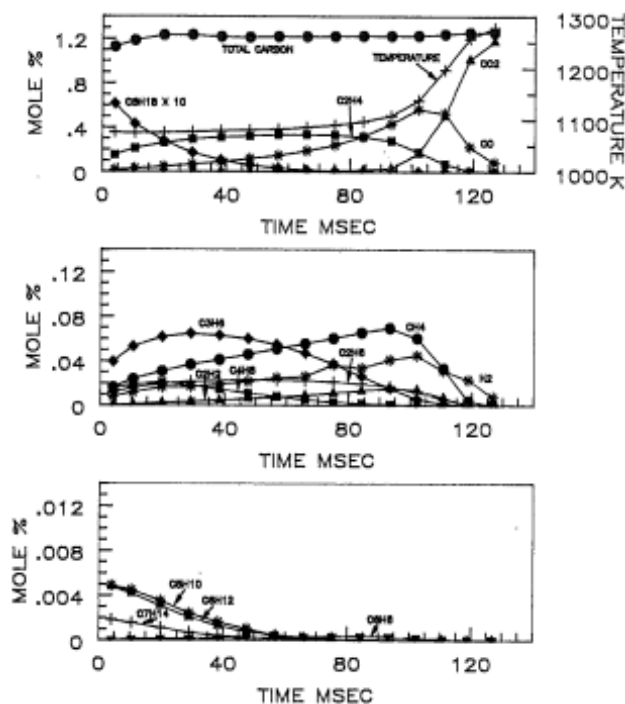 1300
1.2
TOTAL CARBON
TEMPERATURE
CO2
1200
MOLE %
.8
C8H18 X 10
C2H4
.4
1100
CO
0
1000
TEMPERATURE K
0 40 80 120
TIME MSEC
.12
MOLE %
.08
C3H6
CH4
C2H6
.04
C2H2
C4H8
H2
0
0 40 80 120
TIME MSEC
.012
MOLE %
.008
C6H10
.004
C7H14
C6H12
C6H6
0
0 40 80 120
TIME MSEC